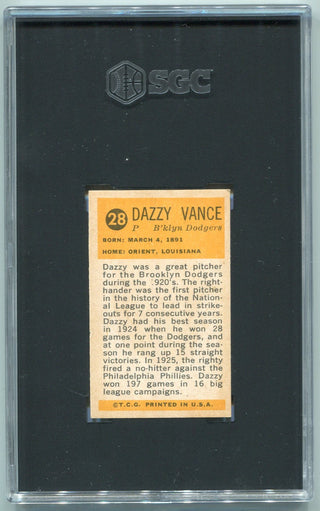 SGC
28 DAZZY VANCE
P B'klyn Dodgers
BORN: MARCH 4, 1891
HOME: ORIENT, LOUISIANA
Dazzy was a great pitcher
for the Brooklyn Dodgers
during the 1920's. The right-
hander was the first pitcher
in the history of the Nation-
al League to lead in strike-
outs for 7 consecutive years.
Dazzy had his best season
in 1924 when he won 28
games for the Dodgers, and
at one point during the sea-
son he rang up 15 straight
victories. In 1925, the righty
fired a no-hitter against the
Philadelphia Phillies. Dazzy
won 197 games in 16 big
league campaigns.
©T.C.G. PRINTED IN U.S.A.